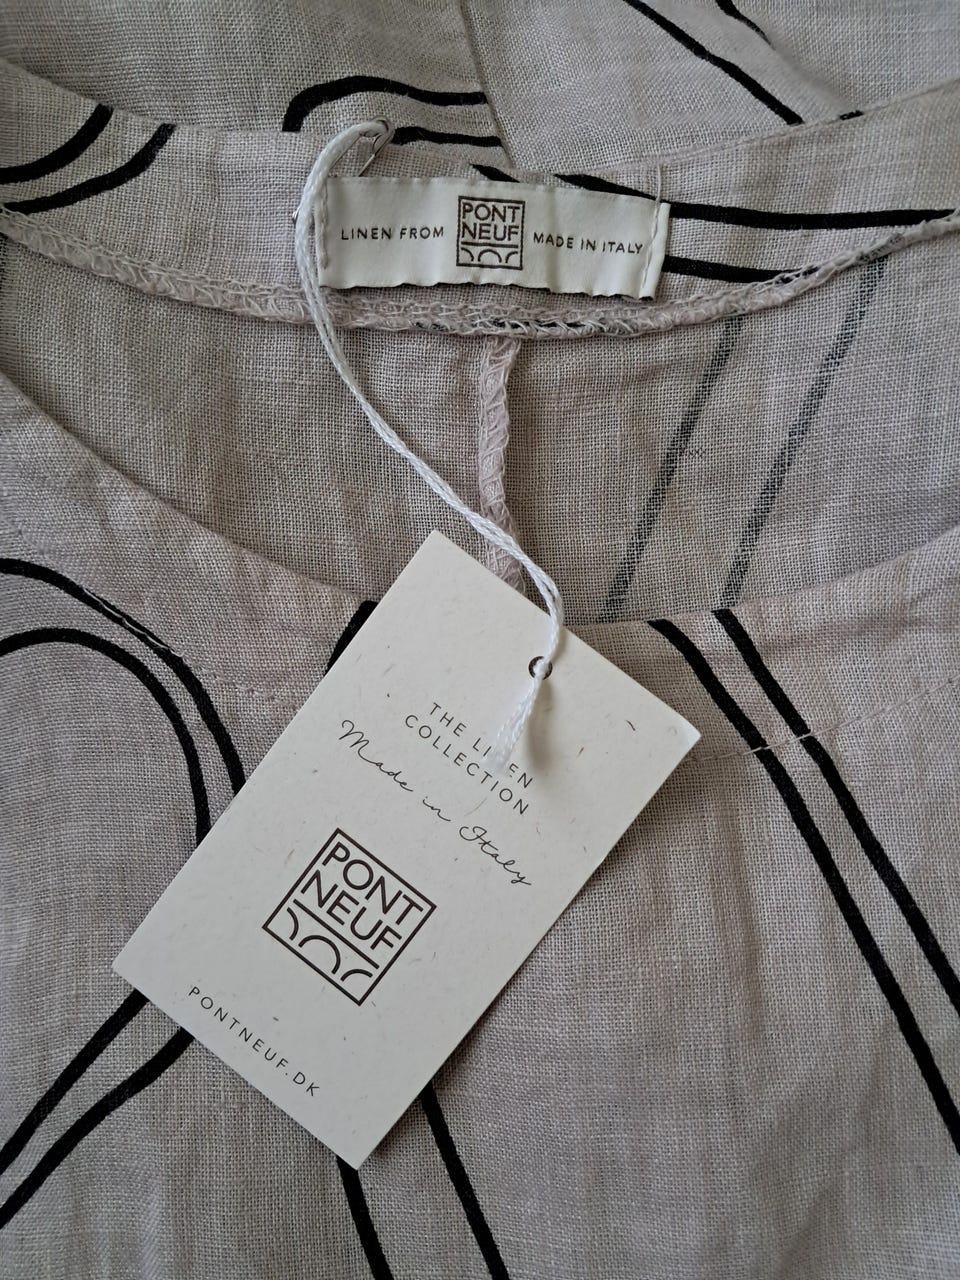 LINEN FROM
PONT
NEUF
MADE IN ITALY
THE LINEN
COLLECTION
Made in Italy
PONT
NEUF
PONTNEUF.DK